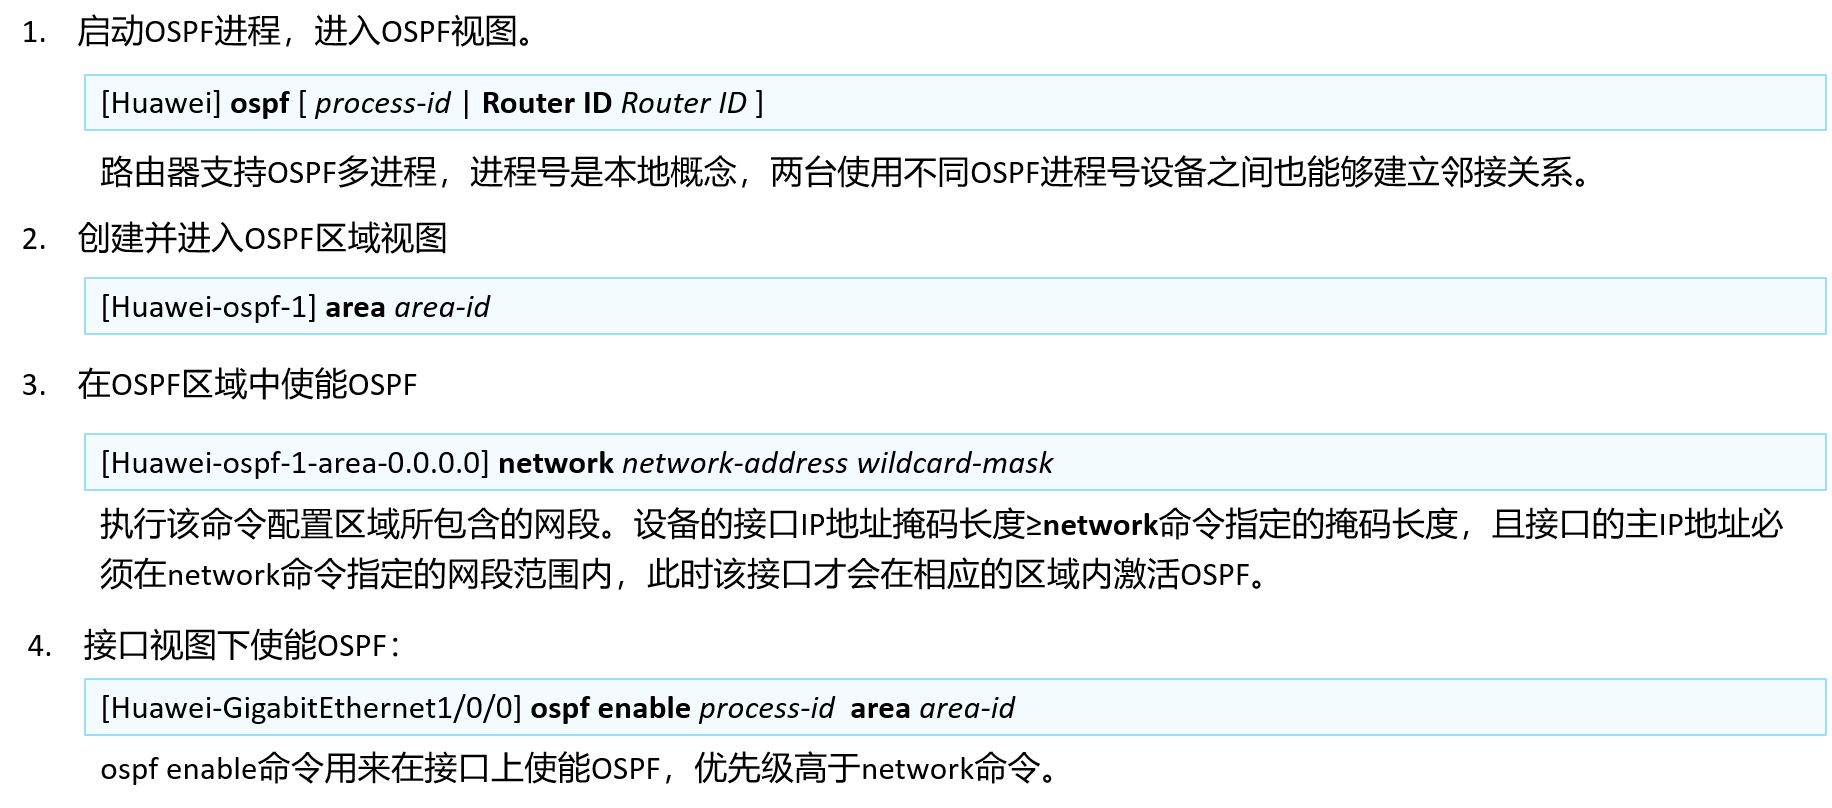 1. 启动OSPF进程，进入OSPF视图。
[Huawei] ospf [ process-id | Router ID Router ID ]
路由器支持OSPF多进程，进程号是本地概念，两台使用不同OSPF进程号设备之间也能够建立邻接关系。
2. 创建并进入OSPF区域视图
[Huawei-ospf-1] area area-id
3. 在OSPF区域中使能OSPF
[Huawei-ospf-1-area-0.0.0.0] network network-address wildcard-mask
执行该命令配置区域所包含的网段。设备的接口IP地址掩码长度≥network命令指定的掩码长度，且接口的主IP地址必
须在network命令指定的网段范围内，此时该接口才会在相应的区域内激活OSPF。
4. 接口视图下使能OSPF：
[Huawei-GigabitEthernet1/0/0] ospf enable process-id area area-id
ospf enable命令用来在接口上使能OSPF，优先级高于network命令。